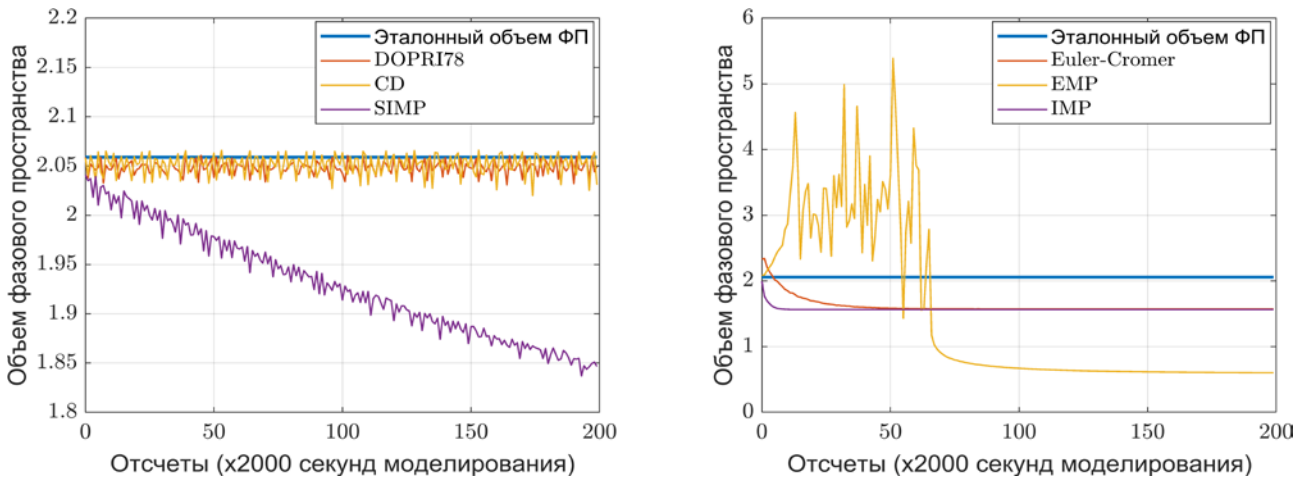 2.2
2.15
2.1
2.05
2
1.95
1.9
1.85
1.8
Объем фазового пространства
Эталонный объем ФП
DOPRI78
CD
SIMP
0
50
100
150
200
Отсчеты (x2000 секунд моделирования)
6
5
4
3
2
1
0
Объем фазового пространства
Эталонный объем ФП
Euler-Cromer
EMP
IMP
0
50
100
150
200
Отсчеты (x2000 секунд моделирования)